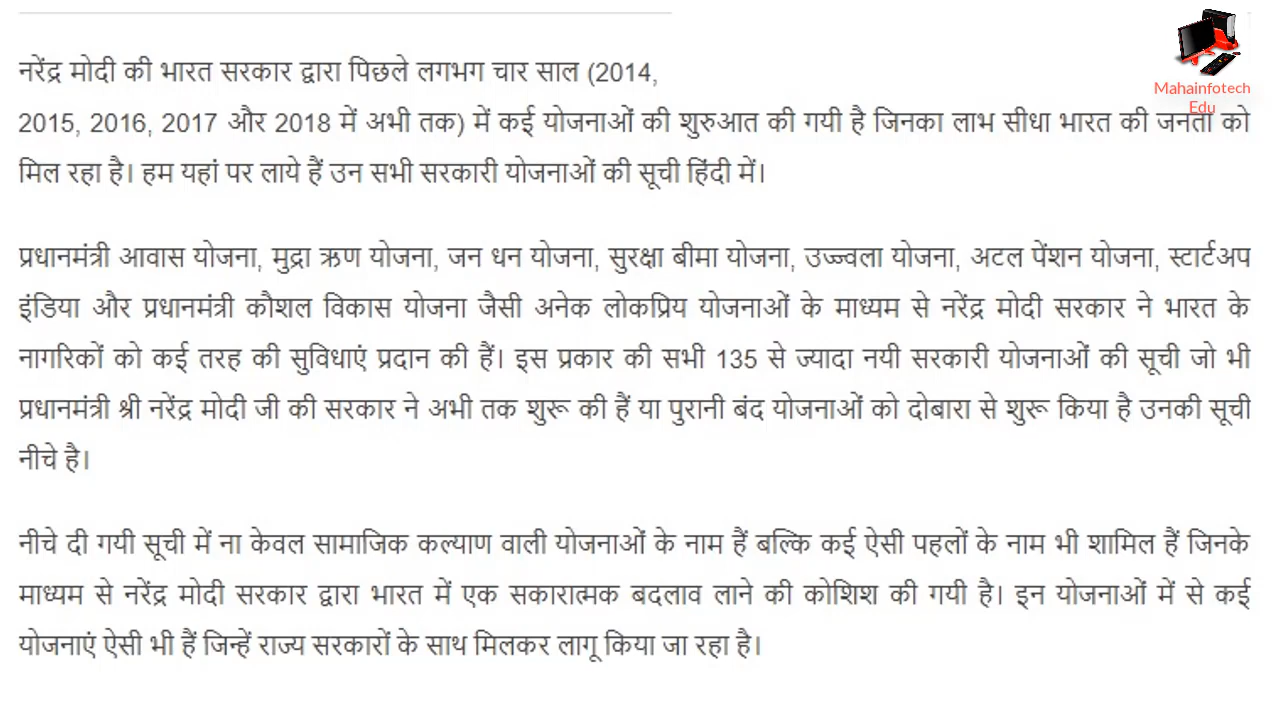 नरेंद्र मोदी की भारत सरकार द्वारा पिछले लगभग चार साल (2014,
2015, 2016, 2017 और 2018 में अभी तक) में कई योजनाओं की शुरुआत की गयी है जिनका लाभ सीधा भारत की जनता को
मिल रहा है। हम यहां पर लाये हैं उन सभी सरकारी योजनाओं की सूची हिंदी में।
प्रधानमंत्री आवास योजना, मुद्रा ऋण योजना, जन धन योजना, सुरक्षा बीमा योजना, उज्ज्वला योजना, अटल पेंशन योजना, स्टार्टअप
इंडिया और प्रधानमंत्री कौशल विकास योजना जैसी अनेक लोकप्रिय योजनाओं के माध्यम से नरेंद्र मोदी सरकार ने भारत के
नागरिकों को कई तरह की सुविधाएं प्रदान की हैं। इस प्रकार की सभी 135 से ज्यादा नयी सरकारी योजनाओं की सूची जो भी
प्रधानमंत्री श्री नरेंद्र मोदी जी की सरकार ने अभी तक शुरू की हैं या पुरानी बंद योजनाओं को दोबारा से शुरू किया है उनकी सूची
नीचे है।
नीचे दी गयी सूची में ना केवल सामाजिक कल्याण वाली योजनाओं के नाम हैं बल्कि कई ऐसी पहलों के नाम भी शामिल हैं जिनके
माध्यम से नरेंद्र मोदी सरकार द्वारा भारत में एक सकारात्मक बदलाव लाने की कोशिश की गयी है। इन योजनाओं में से कई
योजनाएं ऐसी भी हैं जिन्हें राज्य सरकारों के साथ मिलकर लागू किया जा रहा है।
Mahainfotech
Edu